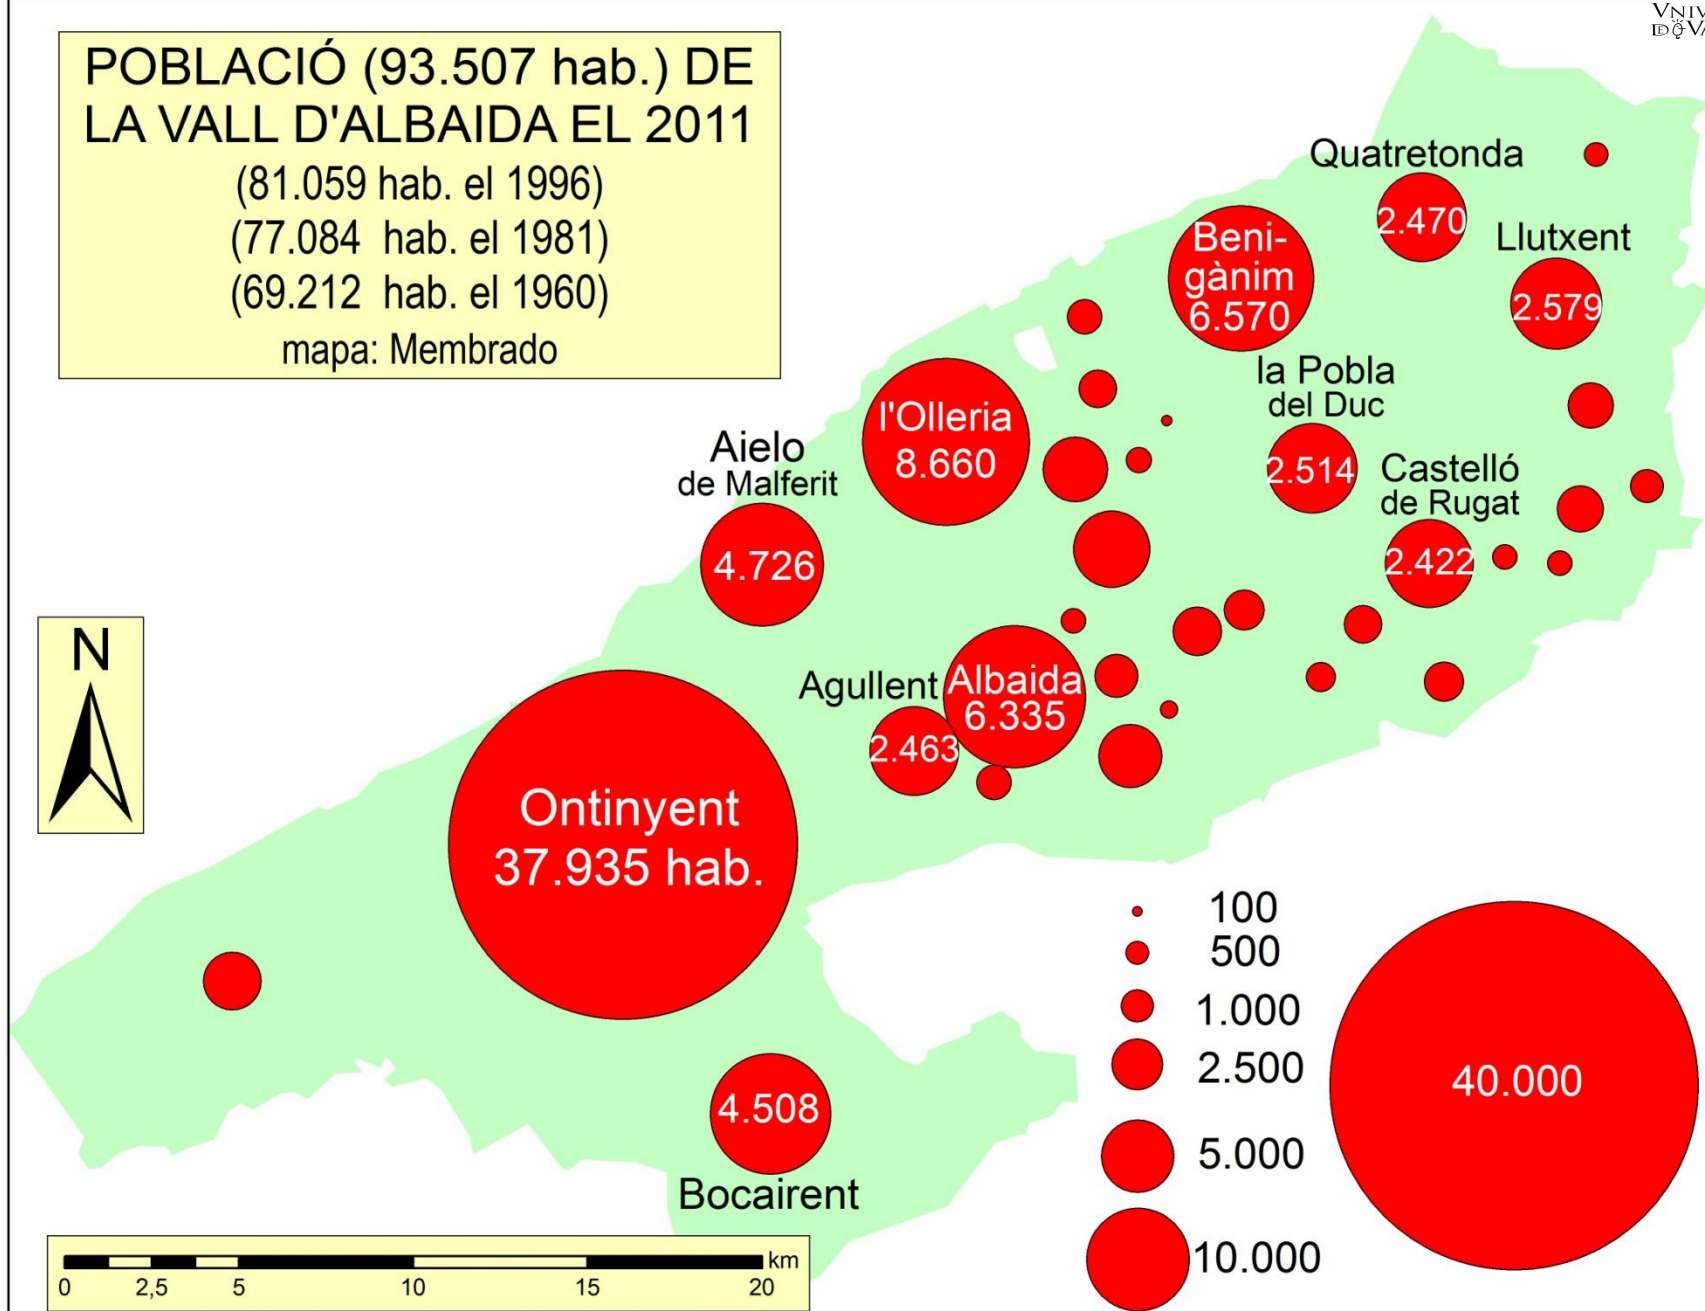 POBLACIÓ (93.507 hab.) DE
LA VALL D'ALBAIDA EL 2011
(81.059 hab. el 1996)
(77.084 hab. el 1981)
(69.212 hab. el 1960)
mapa: Membrado
Quatretonda
2.470
Llutxent
2.579
Beni-
gànim
6.570
la Pobla
del Duc
2.514
Castelló
de Rugat
2.422
l'Olleria
8.660
Aielo
de Malferit
4.726
N
Agullent
2.463
Albaida
6.335
Ontinyent
37.935 hab.
4.508
Bocairent
100
500
1.000
2.500
5.000
10.000
40.000
km
0 2,5 5 10 15 20